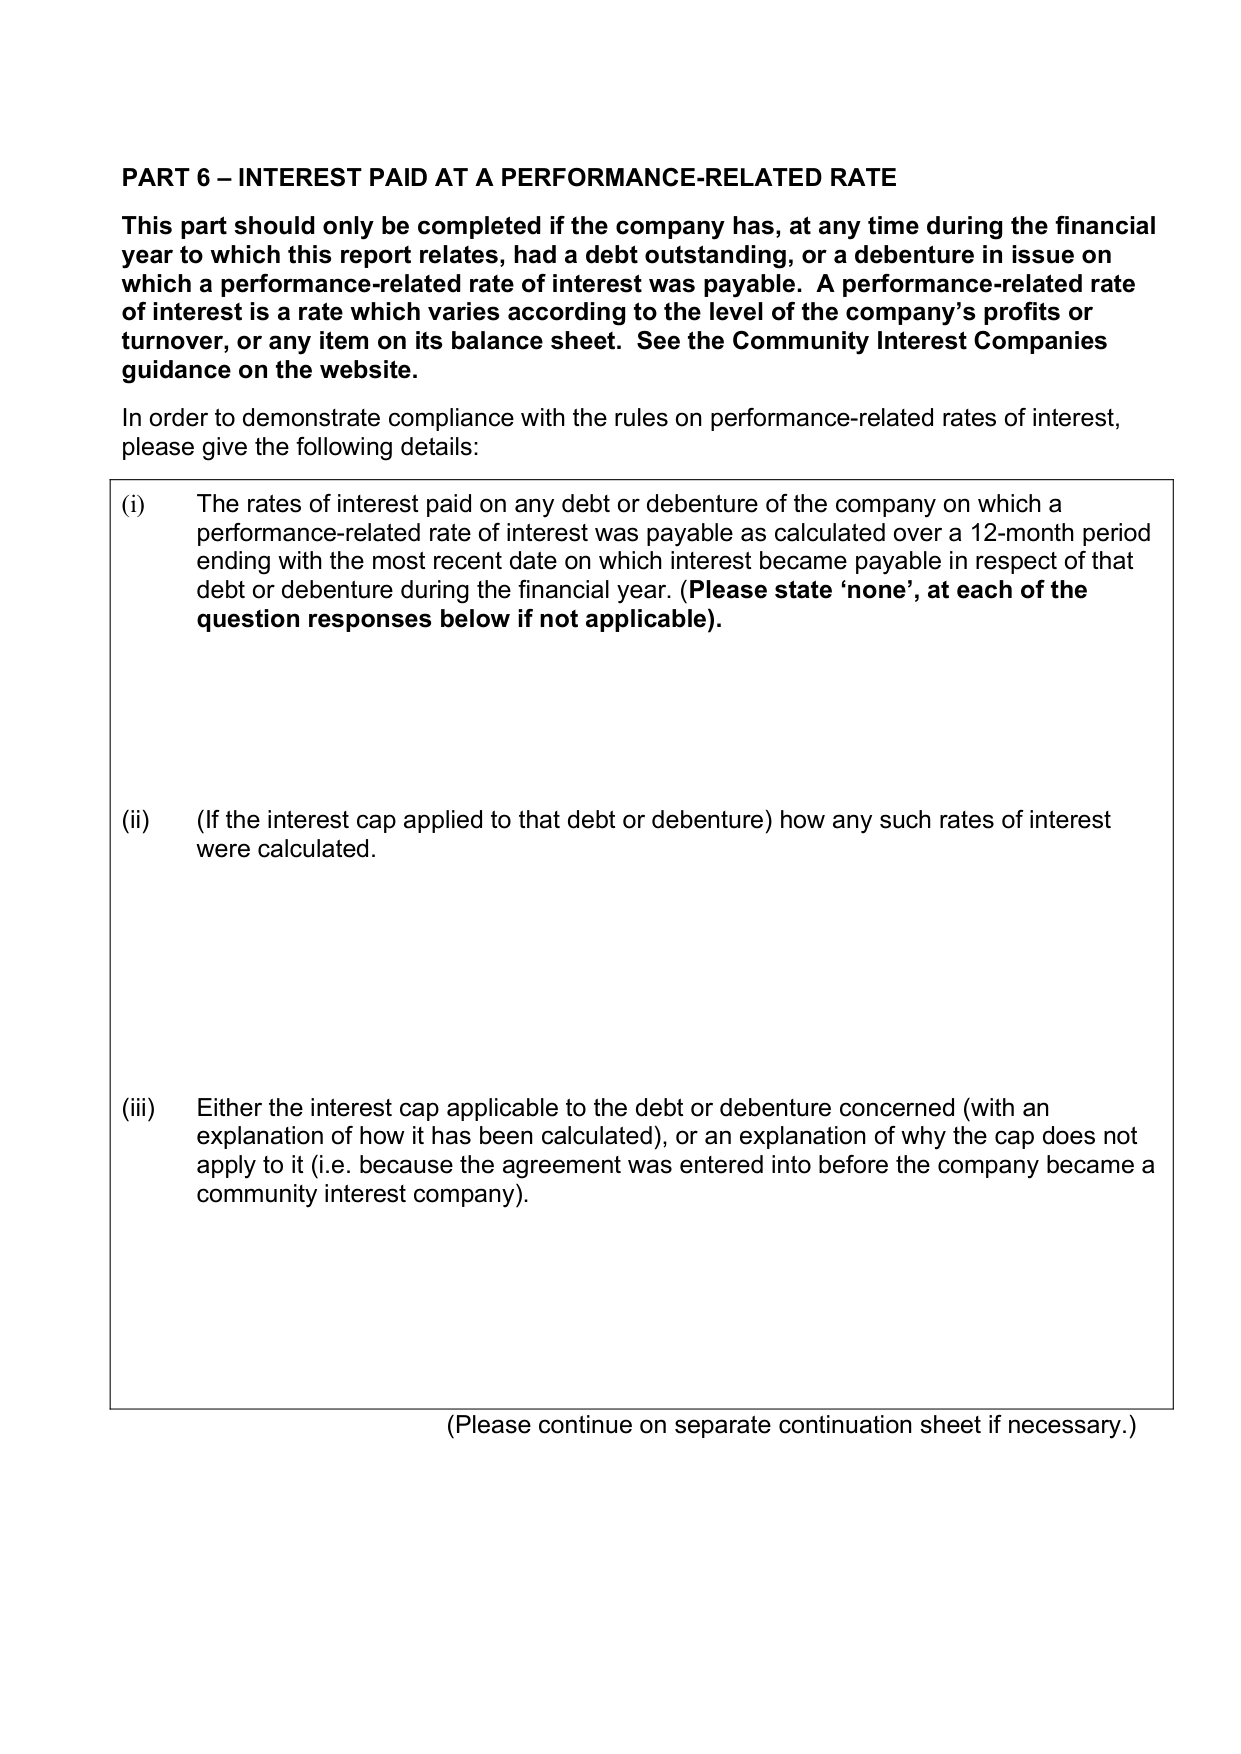 PART 6 – INTEREST PAID AT A PERFORMANCE-RELATED RATE
This part should only be completed if the company has, at any time during the financial
year to which this report relates, had a debt outstanding, or a debenture in issue on
which a performance-related rate of interest was payable.  A performance-related rate
of interest is a rate which varies according to the level of the company’s profits or
turnover, or any item on its balance sheet.  See the Community Interest Companies
guidance on the website.
In order to demonstrate compliance with the rules on performance-related rates of interest,
please give the following details:
(i) The rates of interest paid on any debt or debenture of the company on which a
performance-related rate of interest was payable as calculated over a 12-month period
ending with the most recent date on which interest became payable in respect of that
debt or debenture during the financial year. (Please state ‘none’, at each of the
question responses below if not applicable).
(ii) (If the interest cap applied to that debt or debenture) how any such rates of interest
were calculated.
(iii) Either the interest cap applicable to the debt or debenture concerned (with an
explanation of how it has been calculated), or an explanation of why the cap does not
apply to it (i.e. because the agreement was entered into before the company became a
community interest company).
(Please continue on separate continuation sheet if necessary.)